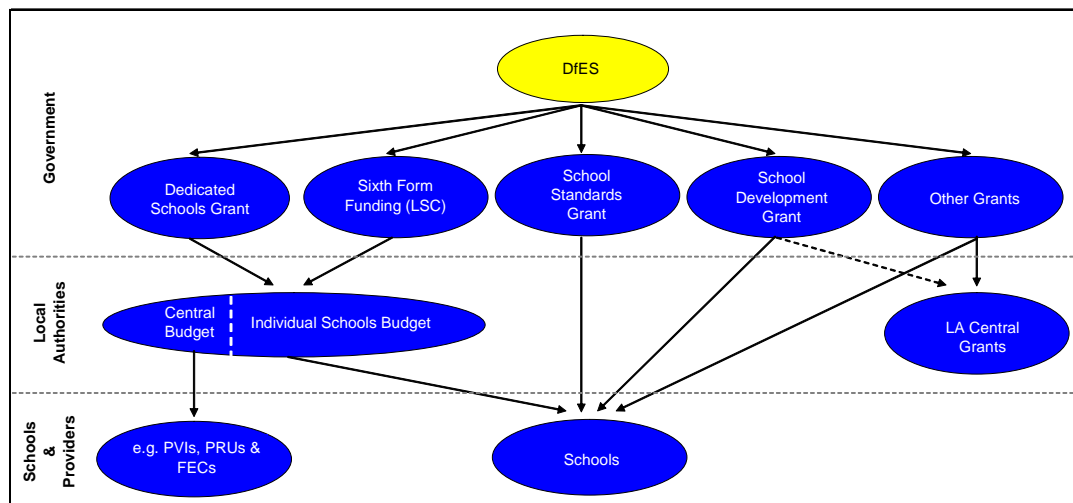 DfES
Government
Dedicated
Schools Grant
Sixth Form
Funding (LSC)
School
Standards
Grant
School
Development
Grant
Other Grants
Local
Authorities
Central
Budget
Individual Schools Budget
LA Central
Grants
Schools
&
Providers
e.g. PVIs, PRUs &
FECs
Schools